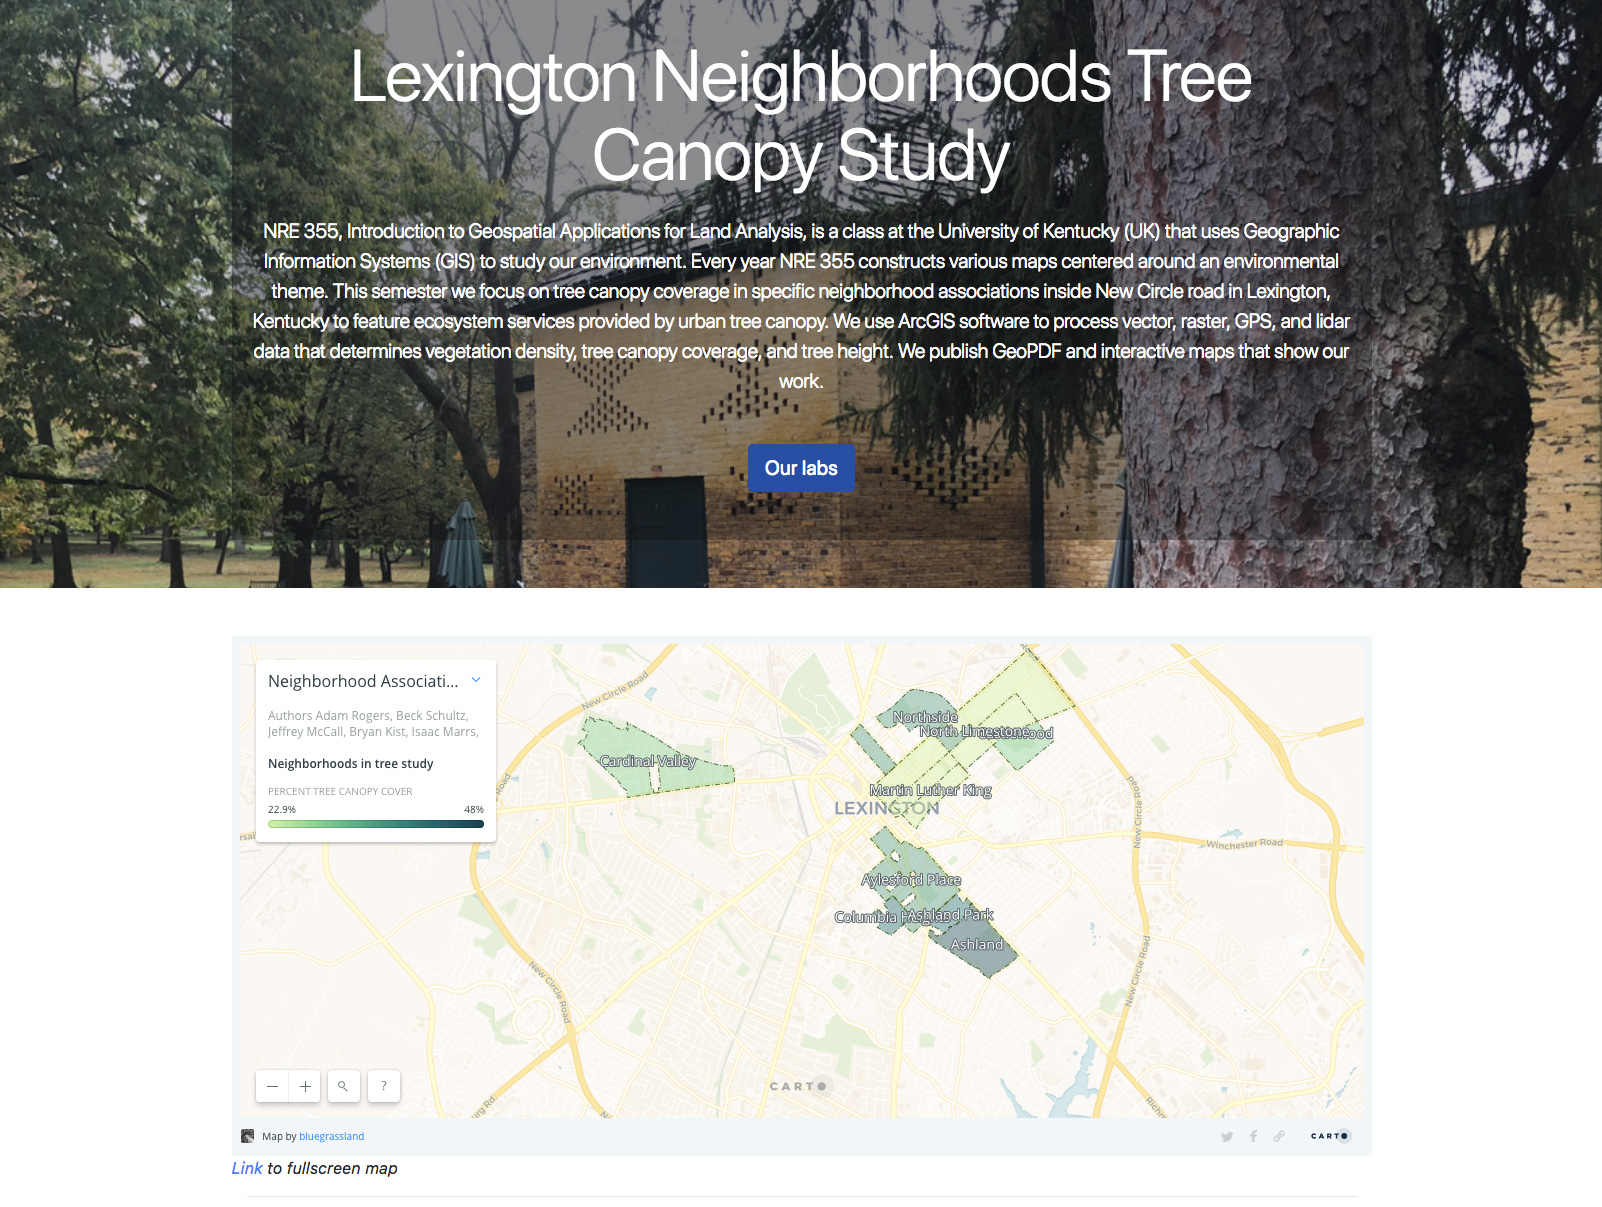 Lexington Neighborhoods Tree
Canopy Study
NRE 355, Introduction to Geospatial Applications for Land Analysis, is a class at the University of Kentucky (UK) that uses Geographic
Information Systems (GIS) to study our environment. Every year NRE 355 constructs various maps centered around an environmental
theme. This semester we focus on tree canopy coverage in specific neighborhood associations inside New Circle road in Lexington,
Kentucky to feature ecosystem services provided by urban tree canopy. We use ArcGIS software to process vector, raster, GPS, and lidar
data that determines vegetation density, tree canopy coverage, and tree height. We publish GeoPDF and interactive maps that show our
work.
Our labs
Neighborhood Associati...
Authors Adam Rogers, Beck Schultz,
Jeffrey McCall, Bryan Kist, Isaac Marrs,
Neighborhoods in tree study
PERCENT TREE CANOPY COVER
22.9% 48%
New Circle Road
Road
Northside
North Limestone
Cardinal Valley
Martin Luther King
LEXINGTON
New Circle Road
Winchester Road
Aylesford Place
Columbia
Ashland Park
Ashland
New Circle Road
New Circle Road
− + ?
CARTO
Map by bluegrassland
CARTO
Link to fullscreen map